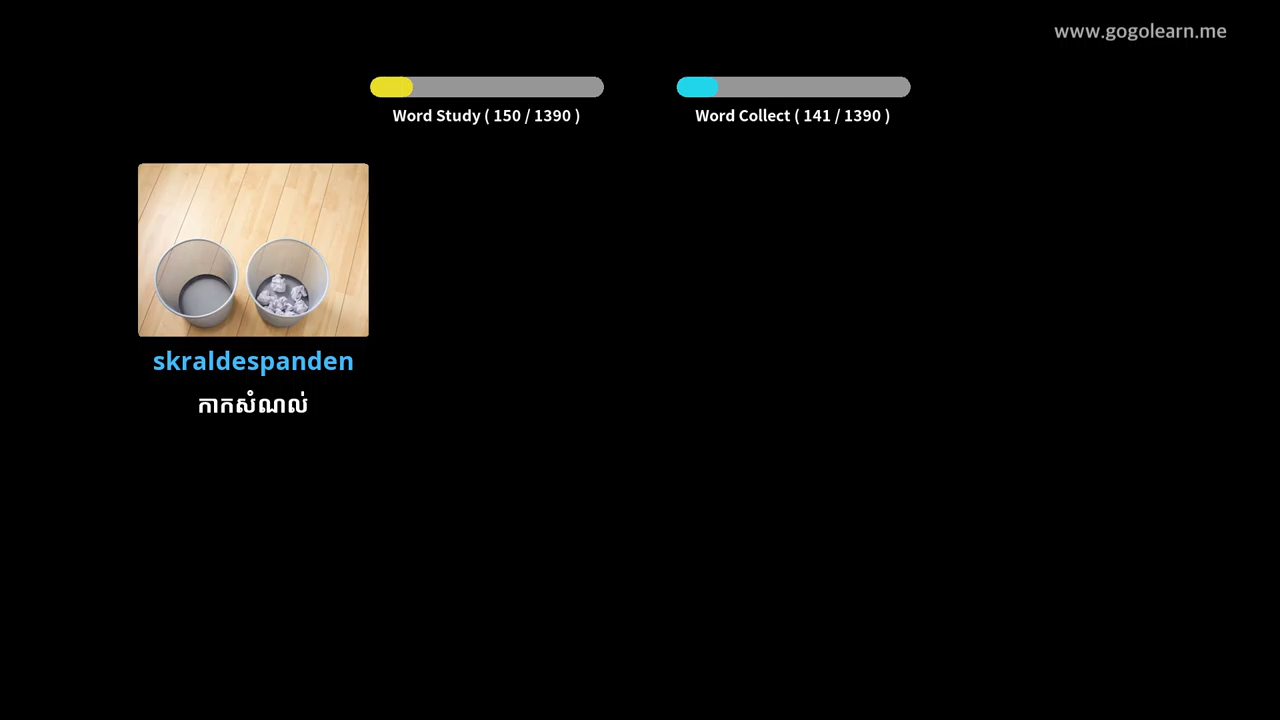 www.gogolearn.me
Word Study ( 150 / 1390 )
Word Collect ( 141 / 1390 )
skraldespanden
កាកសំណល់